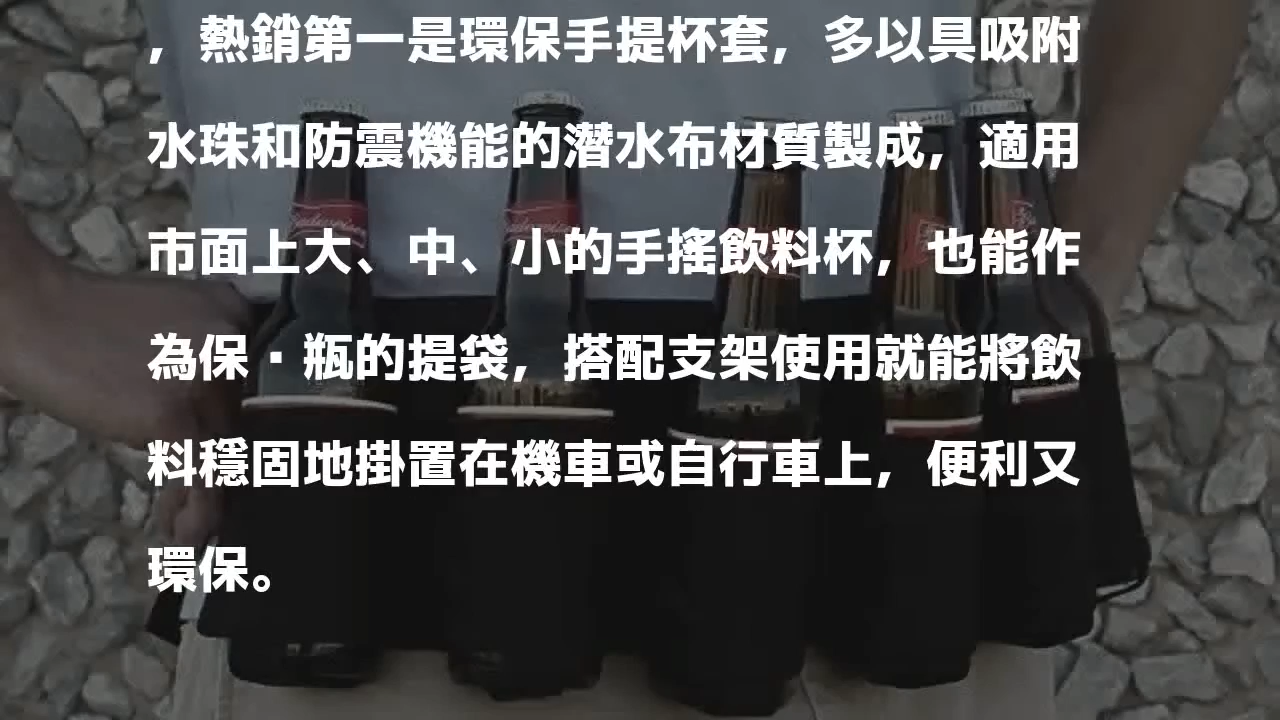 ，熱銷第一是環保手提杯套，多以具吸附
水珠和防震機能的潛水布材質製成，適用
市面上大、中、小的手搖飲料杯，也能作
為保·瓶的提袋，搭配支架使用就能將飲
料穩固地掛置在機車或自行車上，便利又
環保。
Budweiser
Budweiser